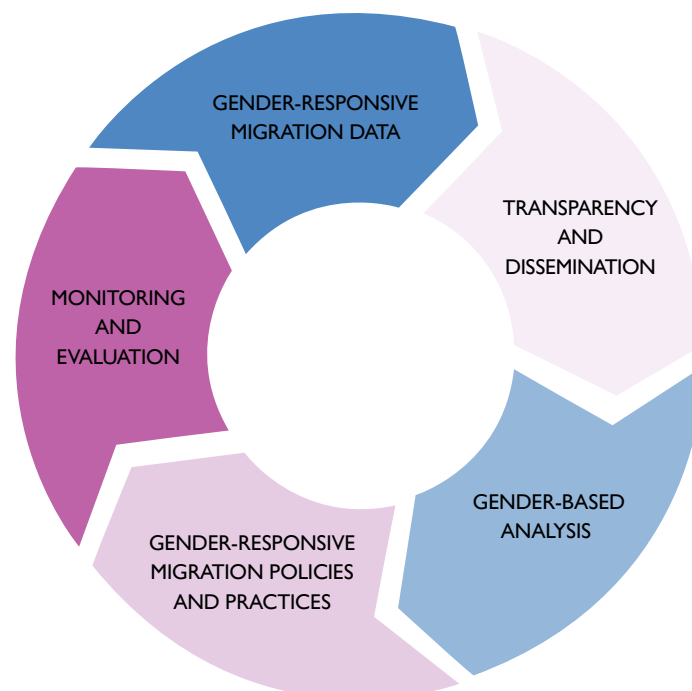 GENDER-RESPONSIVE
MIGRATION DATA
TRANSPARENCY
AND
DISSEMINATION
GENDER-BASED
ANALYSIS
GENDER-RESPONSIVE
MIGRATION POLICIES
AND PRACTICES
MONITORING
AND
EVALUATION